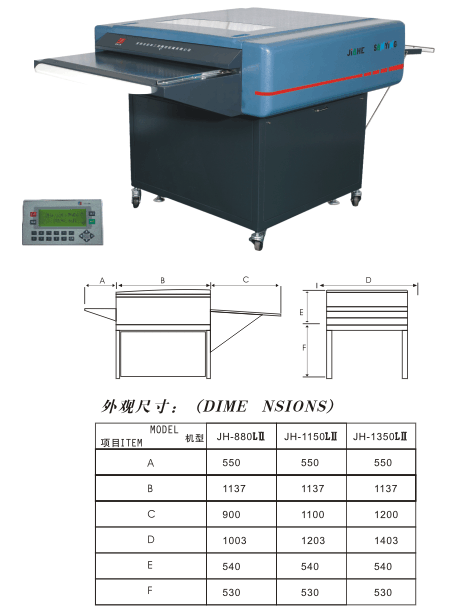 A B C D
E
F
外观尺寸：（DIME NSIONS）
MODEL
项目ITEM 机型 JH-880LⅡ JH-1150LⅡ JH-1350LⅡ
A 550 550 550
B 1137 1137 1137
C 900 1100 1200
D 1003 1203 1403
E 540 540 540
F 530 530 530